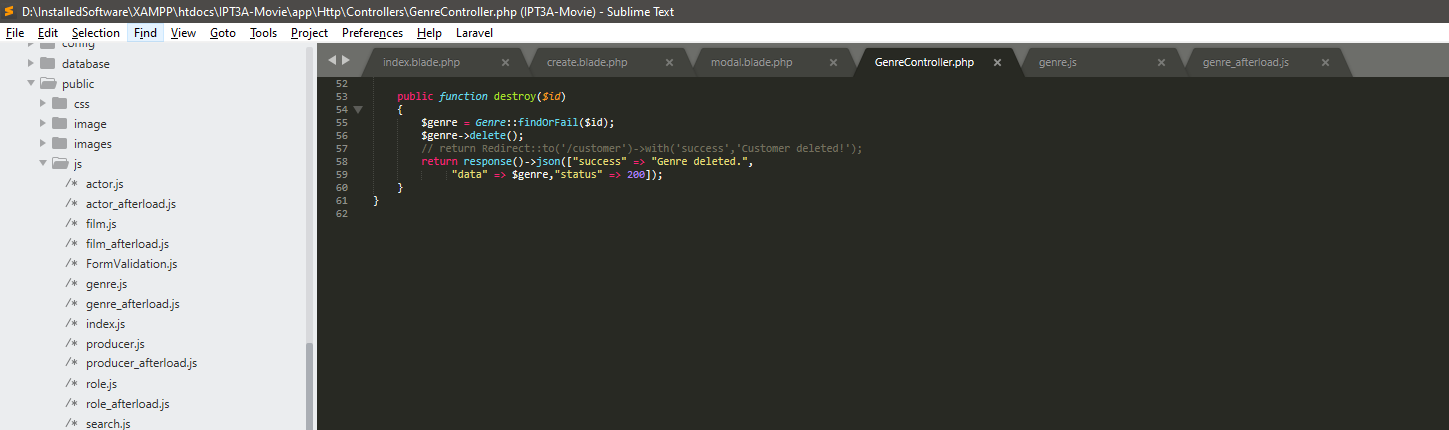 D:\InstalledSoftware\XAMPP\htdocs\IPT3A-Movie\app\Http\Controllers\GenreController.php (IPT3A-Movie) - Sublime Text
File Edit Selection Find View Goto Tools Project Preferences Help Laravel
config
database
public
css
image
images
js
/* actor.js
/* actor_afterload.js
/* film.js
/* film_afterload.js
/* FormValidation.js
/* genre.js
/* genre_afterload.js
/* index.js
/* producer.js
/* producer_afterload.js
/* role.js
/* role_afterload.js
/* search.js
index.blade.php × create.blade.php × modal.blade.php × GenreController.php × genre.js × genre_afterload.js ×
52
53 public function destroy($id)
54 {
55 $genre = Genre::findOrFail($id);
56 $genre->delete();
57 // return Redirect::to('/customer')->with('success','Customer deleted!');
58 return response()->json(["success" => "Genre deleted.",
59 "data" => $genre,"status" => 200]);
60 }
61 }
62